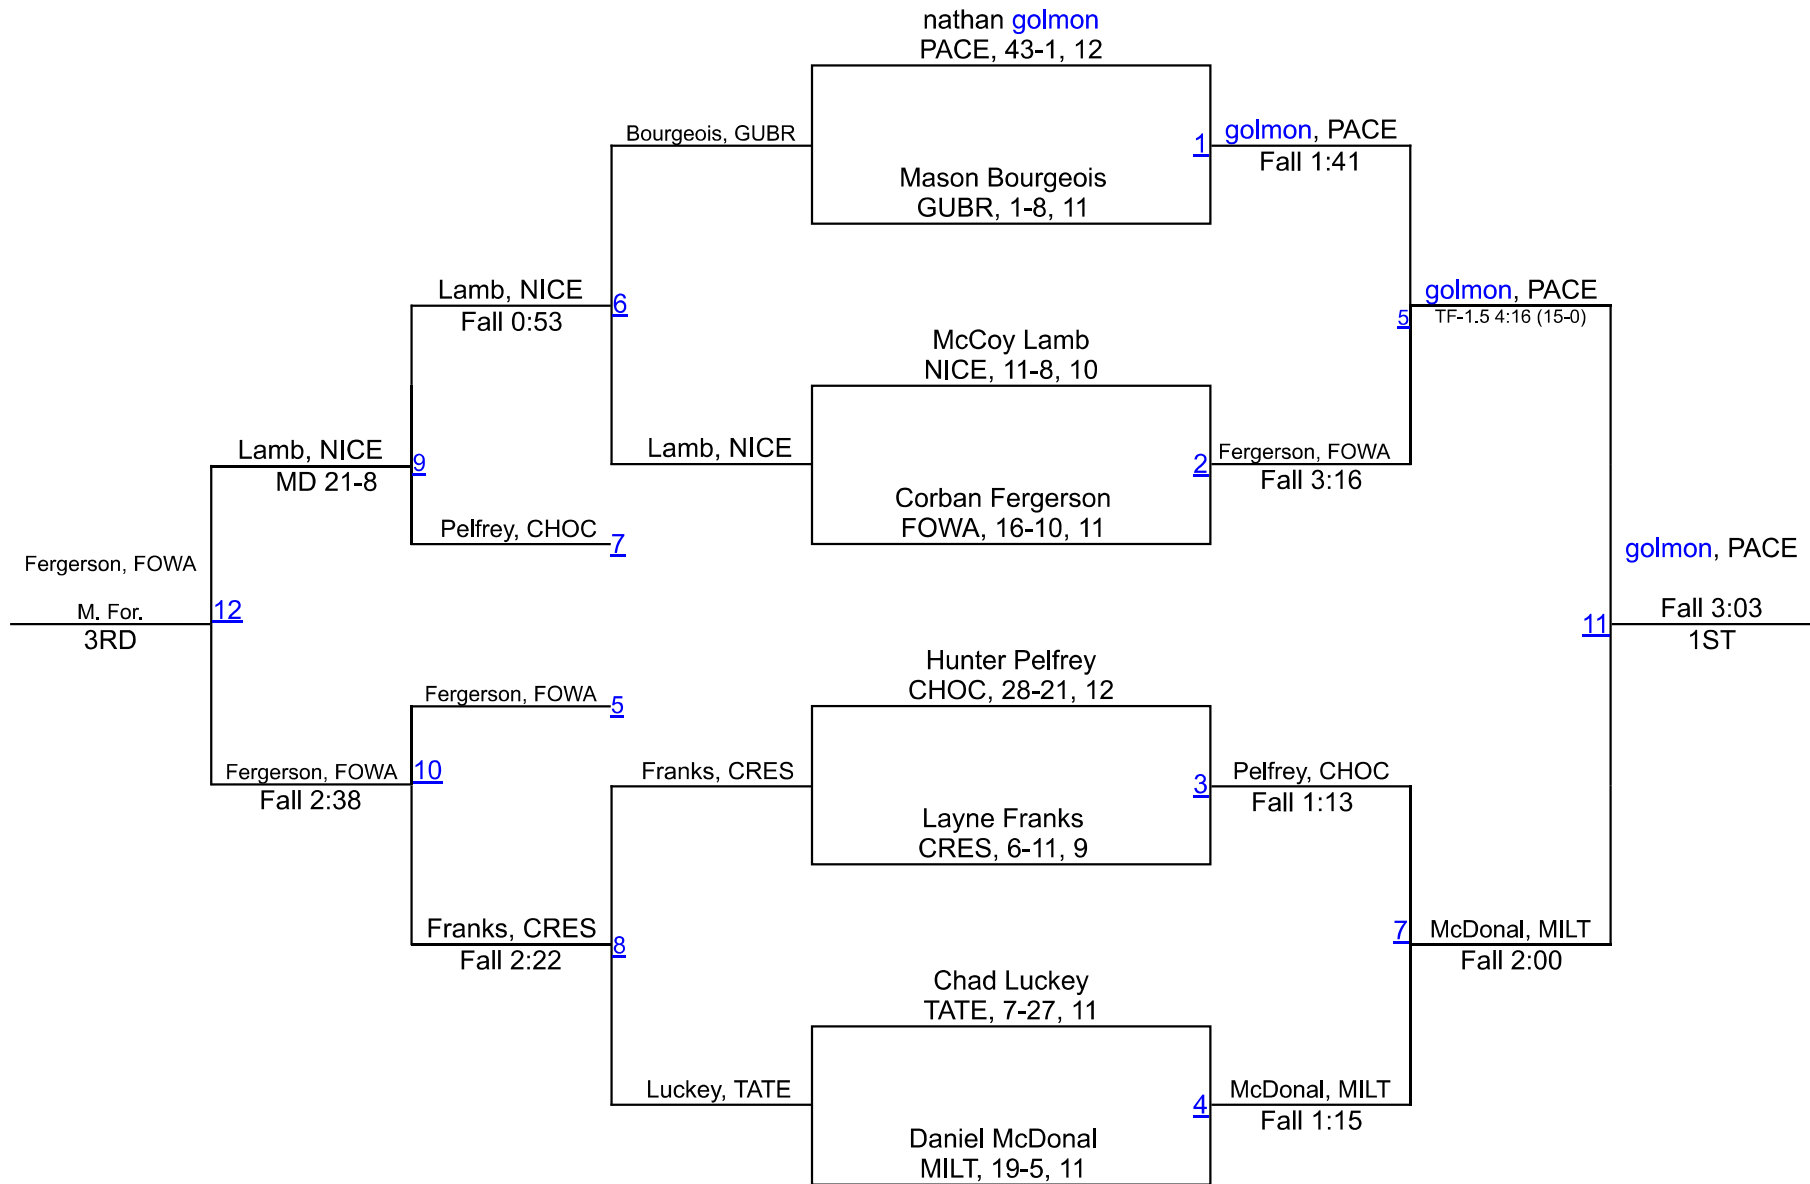 nathan golmon
PACE, 43-1, 12
Bourgeois, GUBR
1
golmon, PACE
Fall 1:41
Mason Bourgeois
GUBR, 1-8, 11
Lamb, NICE
Fall 0:53
6
golmon, PACE
TF-1.5 4:16 (15-0)
5
McCoy Lamb
NICE, 11-8, 10
Lamb, NICE
MD 21-8
9
Lamb, NICE
2
Fergerson, FOWA
Fall 3:16
Corban Fergerson
FOWA, 16-10, 11
Pelfrey, CHOC
7
Fergerson, FOWA
M. For.
3RD
12
golmon, PACE
Fall 3:03
1ST
11
Hunter Pelfrey
CHOC, 28-21, 12
Fergerson, FOWA
5
Fergerson, FOWA
Fall 2:38
10
Franks, CRES
3
Pelfrey, CHOC
Fall 1:13
Layne Franks
CRES, 6-11, 9
Franks, CRES
Fall 2:22
8
7
McDonal, MILT
Fall 2:00
Chad Luckey
TATE, 7-27, 11
Luckey, TATE
4
McDonal, MILT
Fall 1:15
Daniel McDonal
MILT, 19-5, 11